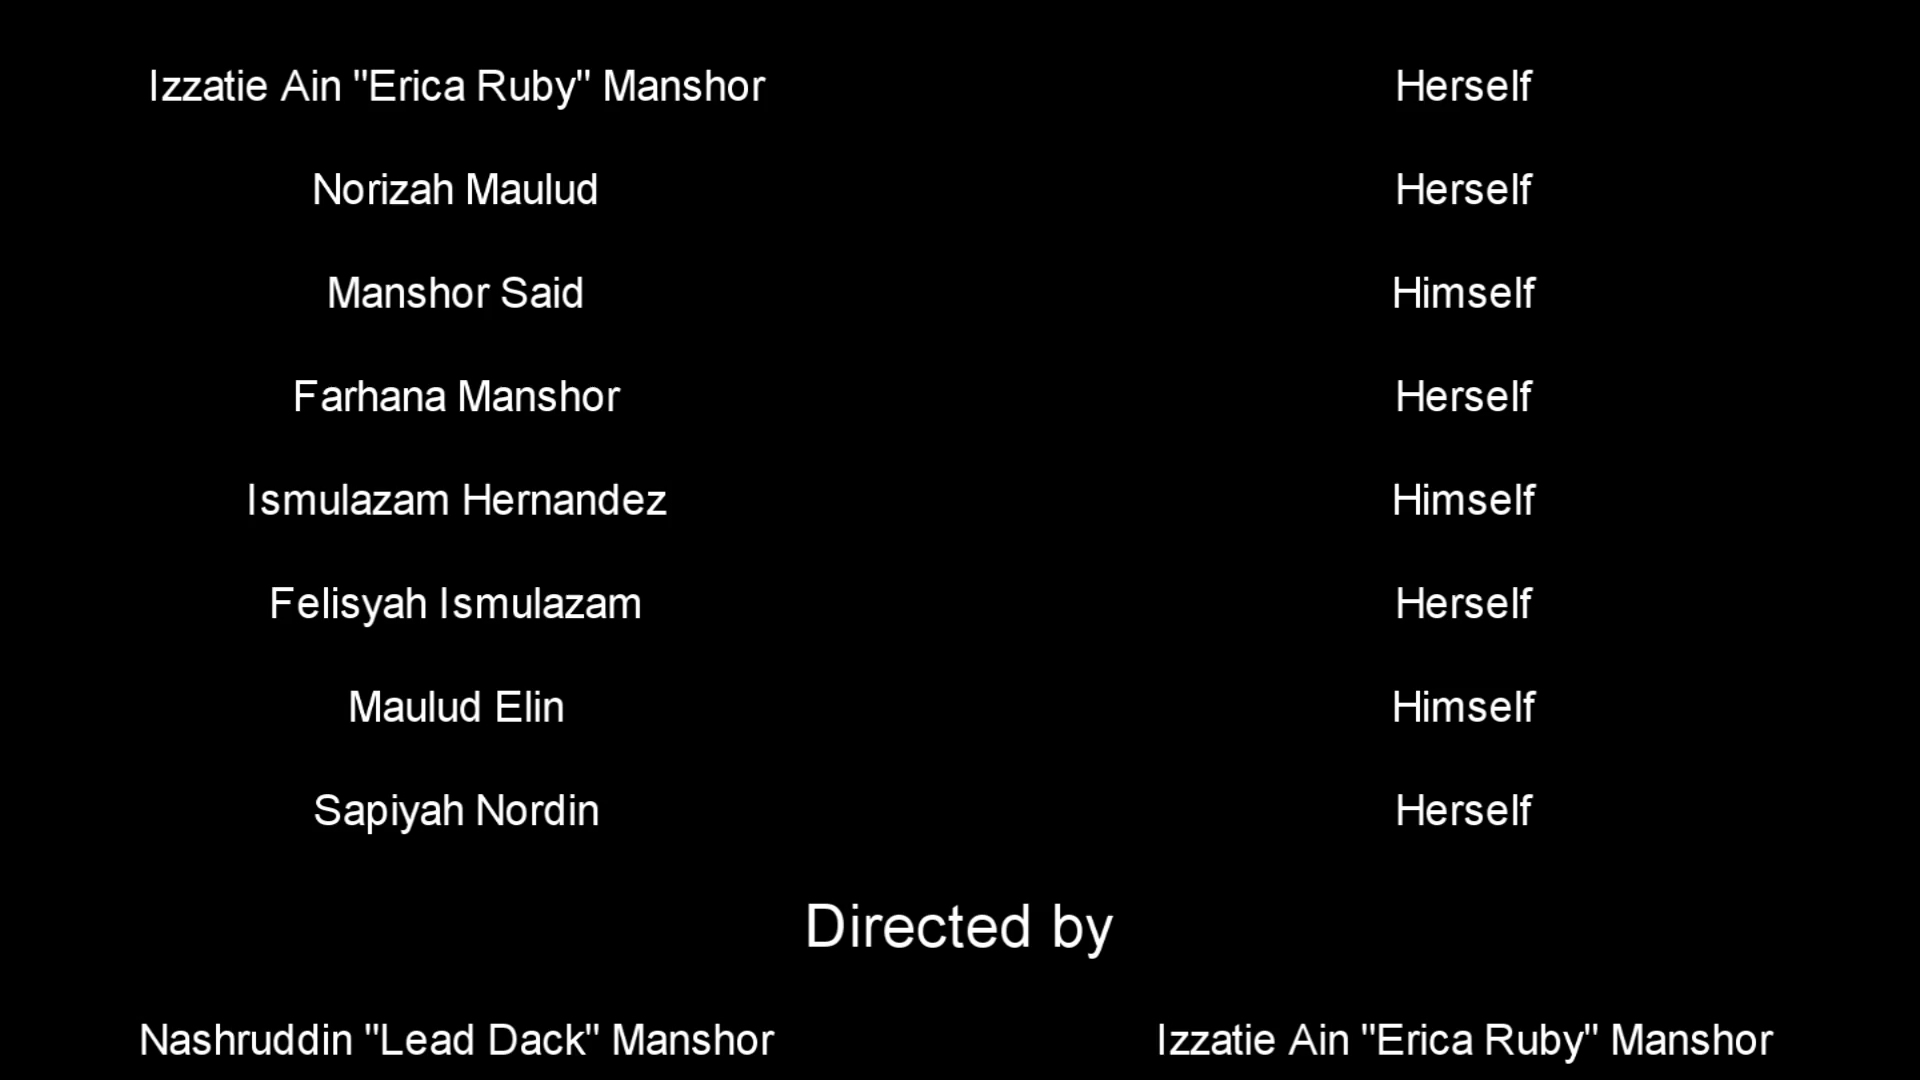 Izzatie Ain "Erica Ruby" Manshor Herself
Norizah Maulud Herself
Manshor Said Himself
Farhana Manshor Herself
Ismulazam Hernandez Himself
Felisyah Ismulazam Herself
Maulud Elin Himself
Sapiyah Nordin Herself
Directed by
Nashruddin "Lead Dack" Manshor Izzatie Ain "Erica Ruby" Manshor